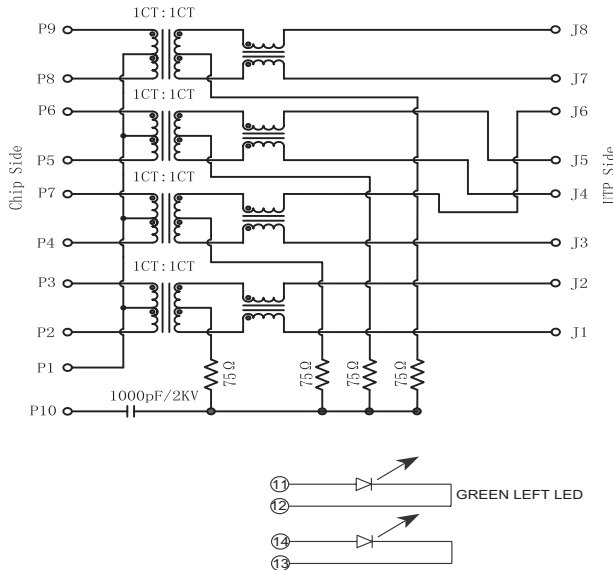 1CT:1CT
P9
J8
P8
J7
1CT:1CT
P6
J6
P5
J5
Chip Side
UTP Side
1CT:1CT
P7
J4
P4
J3
1CT:1CT
P3
J2
P2
J1
P1
75Ω
75Ω
75Ω
75Ω
1000pF/2KV
P10
11
GREEN LEFT LED
12
14
13